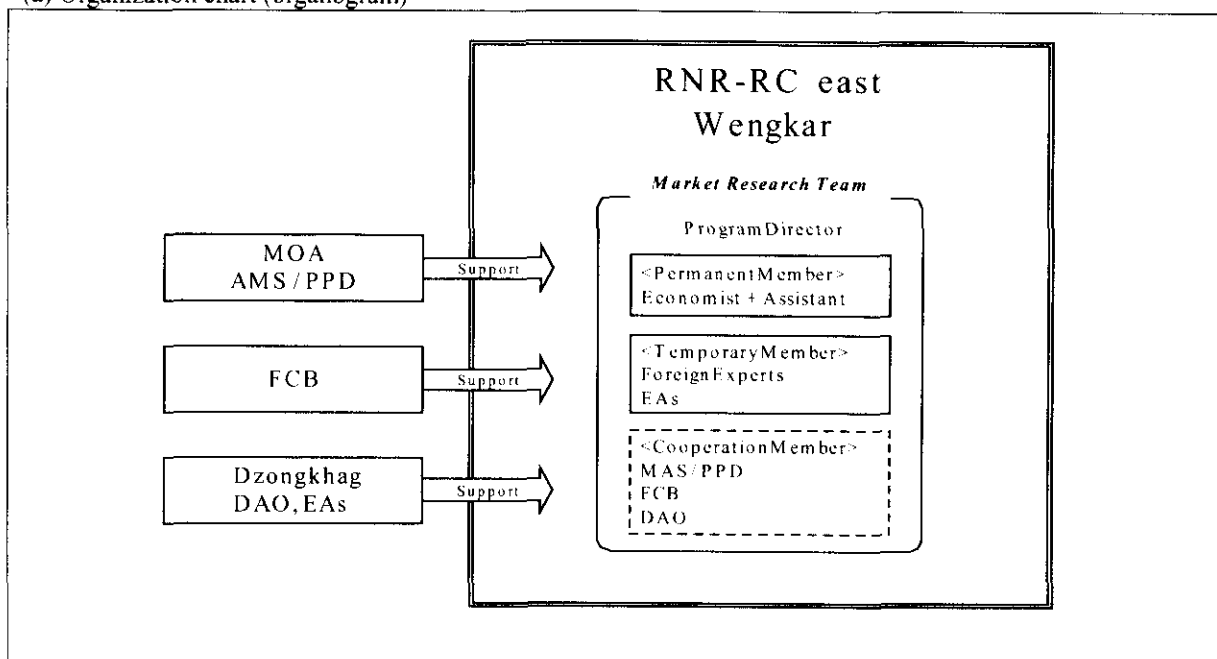 (a) Organization chart (organogram)
RNR-RC east
Wengkar
Market Research Team
Program Director
<Permanent Member>
Economist + Assistant
<Temporary Member>
Foreign Experts
EAs
<Cooperation Member>
MAS/PPD
FCB
DAO
MOA
AMS/PPD
Support
FCB
Support
Dzongkhag
DAO, EAs
Support